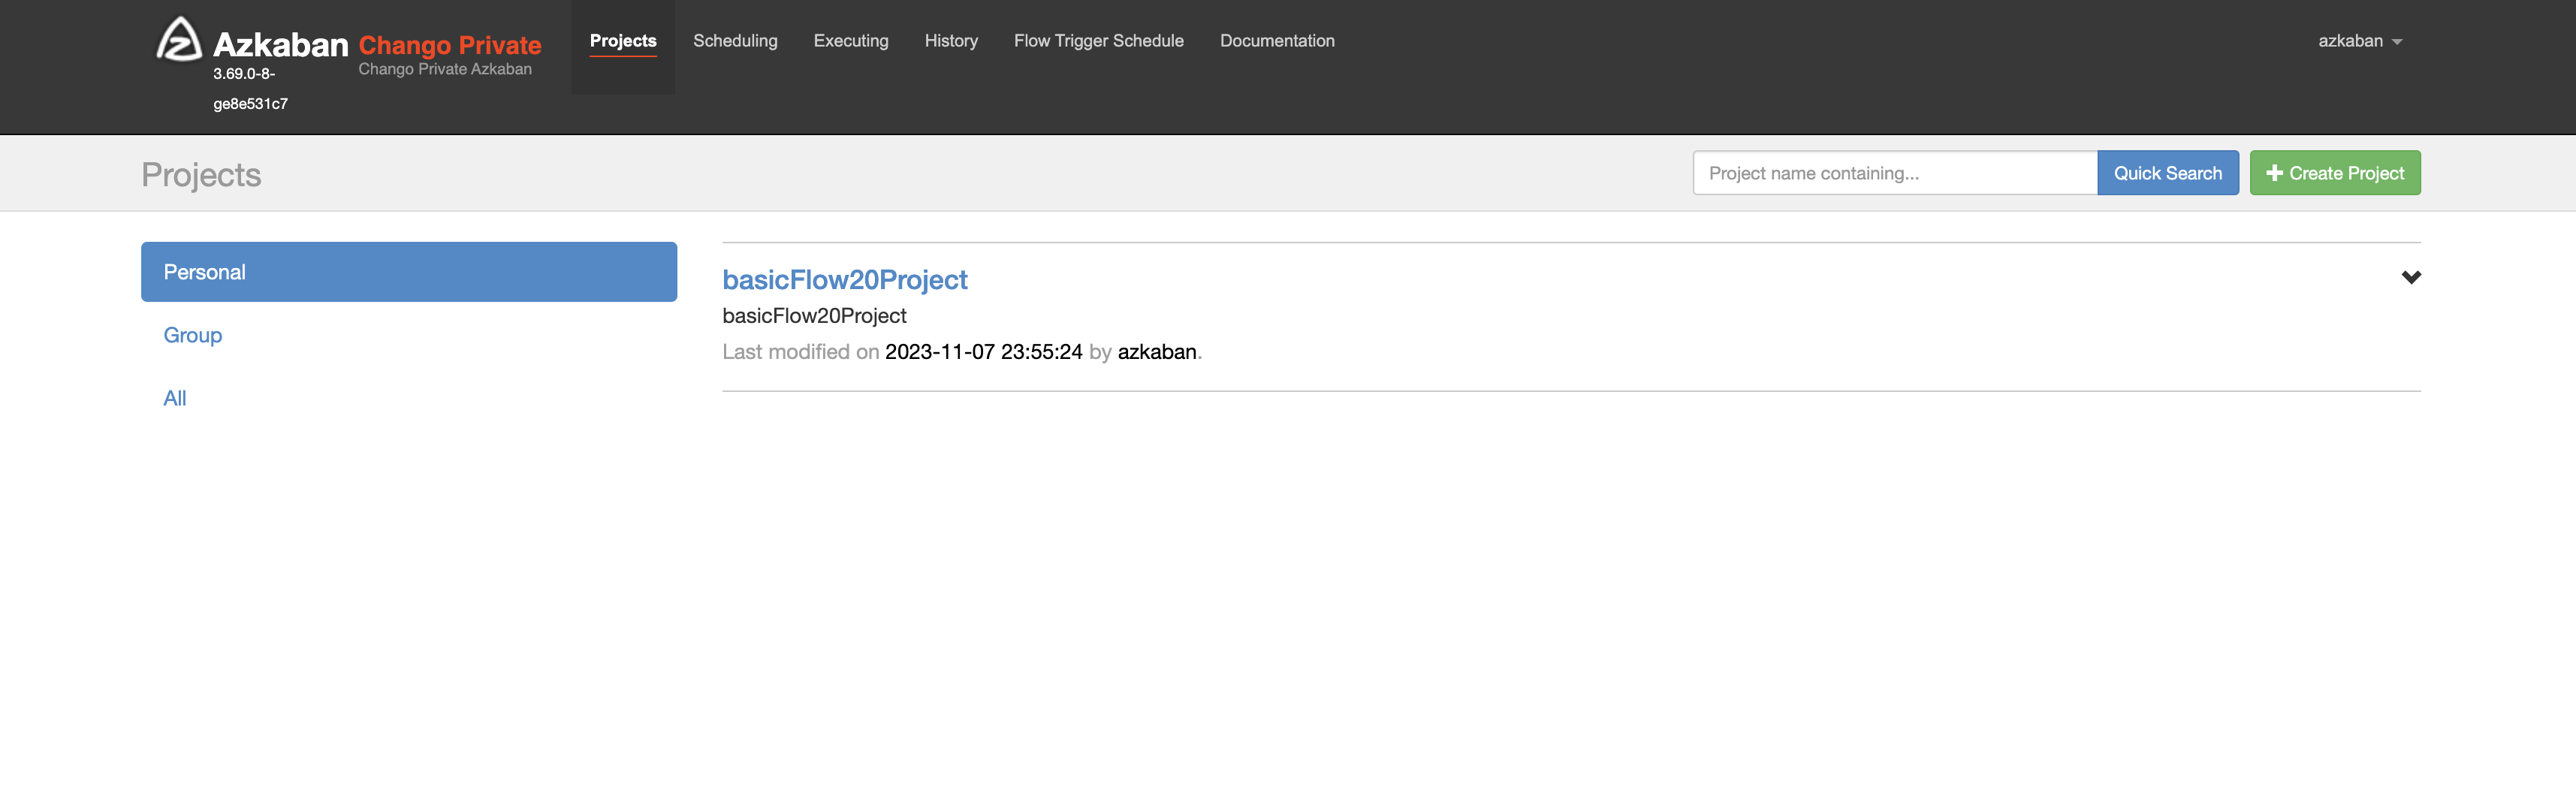 Azkaban Chango Private
3.69.0-8-
ge8e531c7
Chango Private Azkaban
Projects Scheduling Executing History Flow Trigger Schedule Documentation
azkaban
Projects
Project name containing... Quick Search Create Project
Personal
Group
All
basicFlow20Project
basicFlow20Project
Last modified on 2023-11-07 23:55:24 by azkaban.